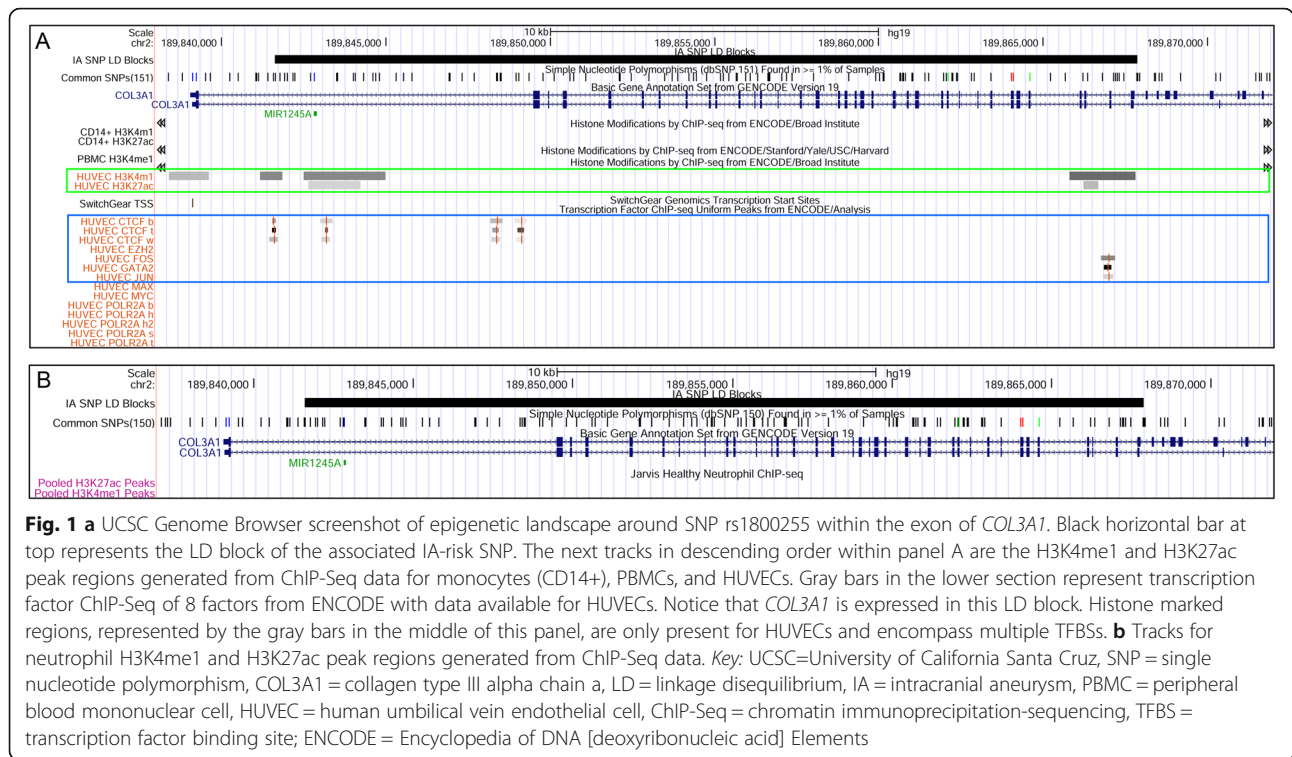 A
Scale
10 kb
hg19
chr2:
189,840,000
189,845,000
189,850,000
189,855,000
189,860,000
189,865,000
189,870,000
IA SNP LD Blocks
IA SNP LD Blocks
Simple Nucleotide Polymorphisms (dbSNP 151) Found in >= 1% of Samples
Common SNPs(151)
Basic Gene Annotation Set from GENCODE Version 19
COL3A1
COL3A1
MIR1245A
Histone Modifications by ChIP-seq from ENCODE/Broad Institute
CD14+ H3K4m1
CD14+ H3K27ac
Histone Modifications by ChIP-seq from ENCODE/Stanford/Yale/USC/Harvard
PBMC H3K4me1
Histone Modifications by ChIP-seq from ENCODE/Broad Institute
HUVEC H3K4m1
HUVEC H3K27ac
SwitchGear Genomics Transcription Start Sites
SwitchGear TSS
Transcription Factor ChIP-seq Uniform Peaks from ENCODE/Analysis
HUVEC CTCF b
HUVEC CTCF t
HUVEC CTCF w
HUVEC EZH2
HUVEC FOS
HUVEC GATA2
HUVEC JUN
HUVEC MAX
HUVEC MYC
HUVEC POLR2A b
HUVEC POLR2A h
HUVEC POLR2A h2
HUVEC POLR2A s
HUVEC POLR2A t
B
Scale
10 kb
hg19
chr2:
189,840,000
189,845,000
189,850,000
189,855,000
189,860,000
189,865,000
189,870,000
IA SNP LD Blocks
IA SNP LD Blocks
Simple Nucleotide Polymorphisms (dbSNP 150) Found in >= 1% of Samples
Common SNPs(150)
Basic Gene Annotation Set from GENCODE Version 19
COL3A1
COL3A1
MIR1245A
Jarvis Healthy Neutrophil ChIP-seq
Pooled H3K27ac Peaks
Pooled H3K4me1 Peaks
Fig. 1 a UCSC Genome Browser screenshot of epigenetic landscape around SNP rs1800255 within the exon of COL3A1. Black horizontal bar at
top represents the LD block of the associated IA-risk SNP. The next tracks in descending order within panel A are the H3K4me1 and H3K27ac
peak regions generated from ChIP-Seq data for monocytes (CD14+), PBMCs, and HUVECs. Gray bars in the lower section represent transcription
factor ChIP-Seq of 8 factors from ENCODE with data available for HUVECs. Notice that COL3A1 is expressed in this LD block. Histone marked
regions, represented by the gray bars in the middle of this panel, are only present for HUVECs and encompass multiple TFBSs. b Tracks for
neutrophil H3K4me1 and H3K27ac peak regions generated from ChIP-Seq data. Key: UCSC=University of California Santa Cruz, SNP = single
nucleotide polymorphism, COL3A1 = collagen type III alpha chain a, LD = linkage disequilibrium, IA = intracranial aneurysm, PBMC = peripheral
blood mononuclear cell, HUVEC = human umbilical vein endothelial cell, ChIP-Seq = chromatin immunoprecipitation-sequencing, TFBS =
transcription factor binding site; ENCODE = Encyclopedia of DNA [deoxyribonucleic acid] Elements